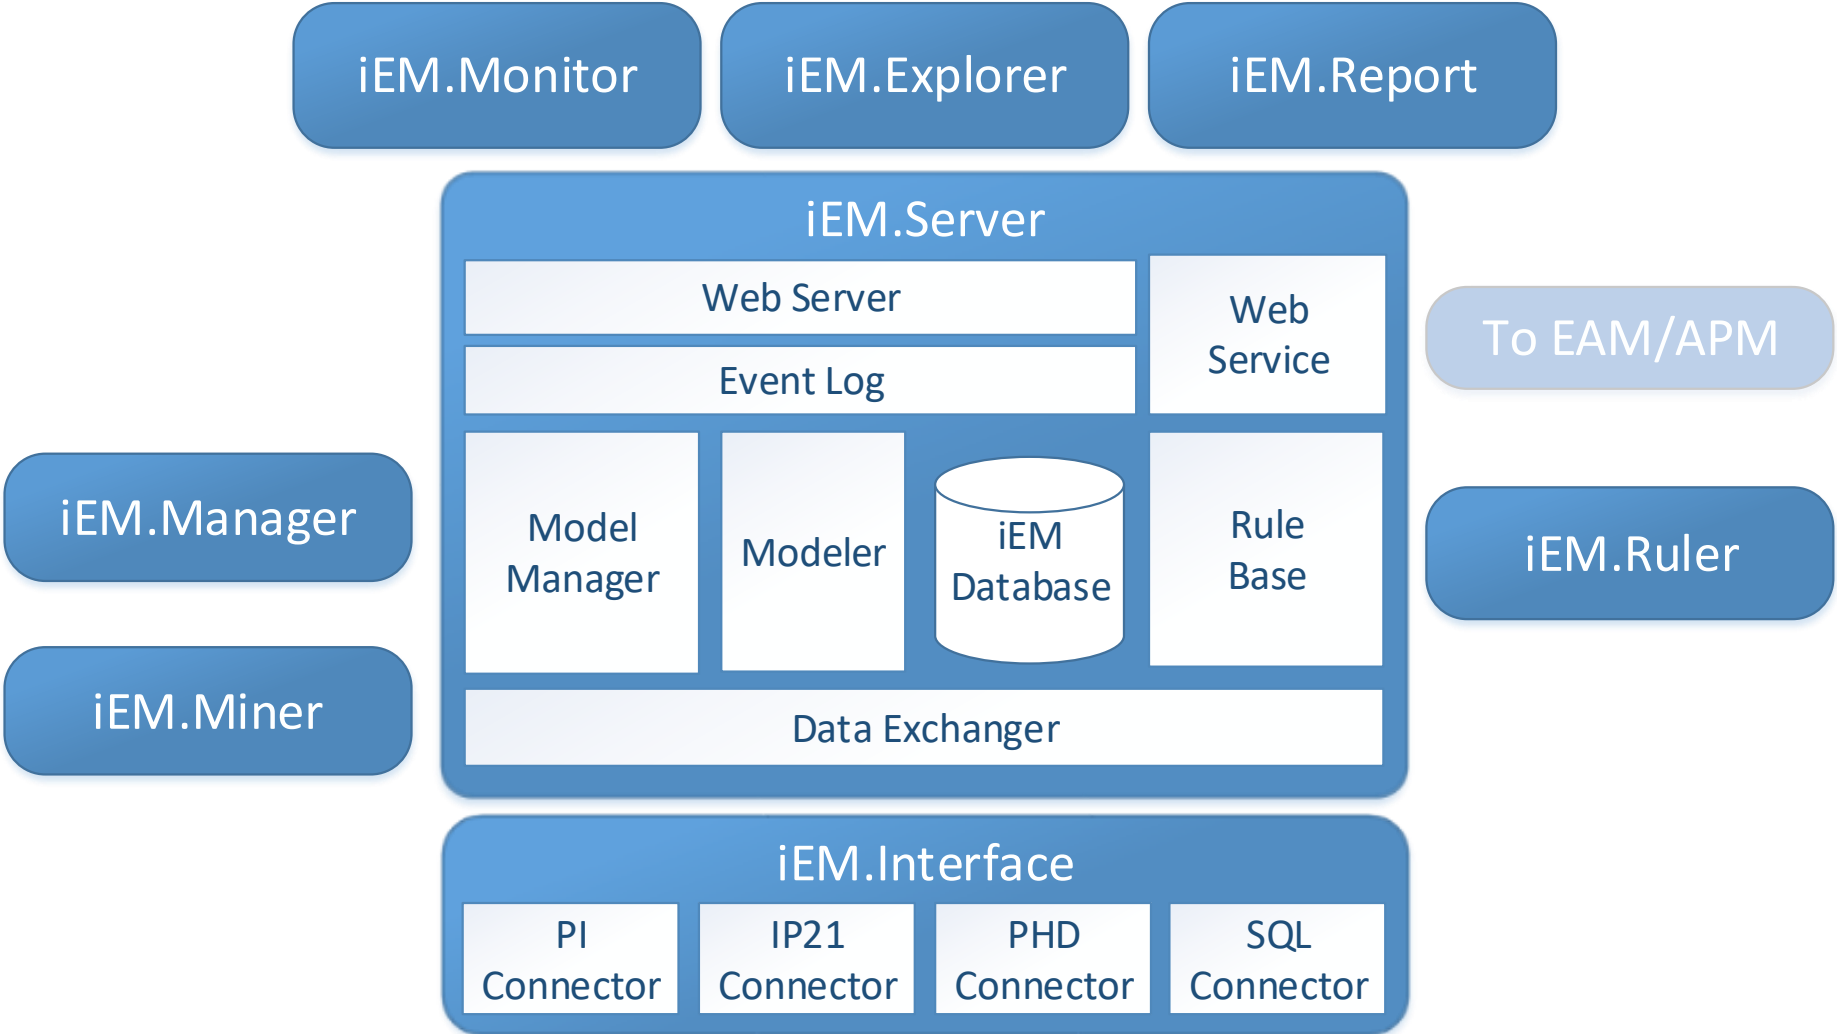 iEM.Monitor
iEM.Explorer
iEM.Report
iEM.Server
Web Server
Web
Service
Event Log
To EAM/APM
iEM.Manager
iEM.Miner
Model
Manager
Modeler
iEM
Database
Rule
Base
iEM.Ruler
Data Exchanger
iEM.Interface
PI
Connector
IP21
Connector
PHD
Connector
SQL
Connector